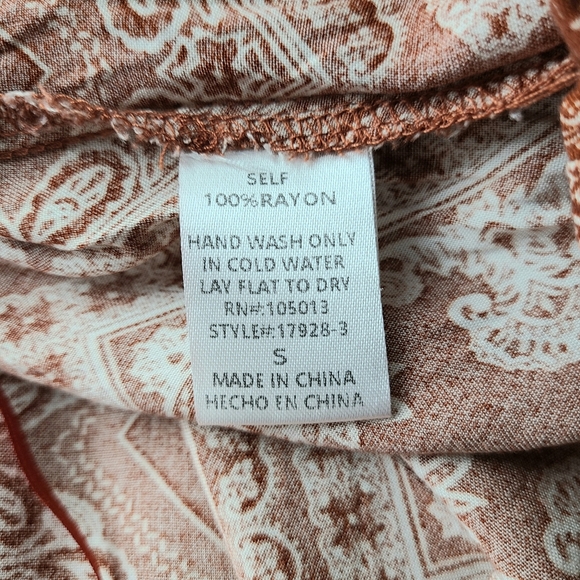 SELF
100%RAYON
HAND WASH ONLY
IN COLD WATER
LAY FLAT TO DRY
RN#:105013
STYLE#:17928-3
S
MADE IN CHINA
HECHO EN CHINA